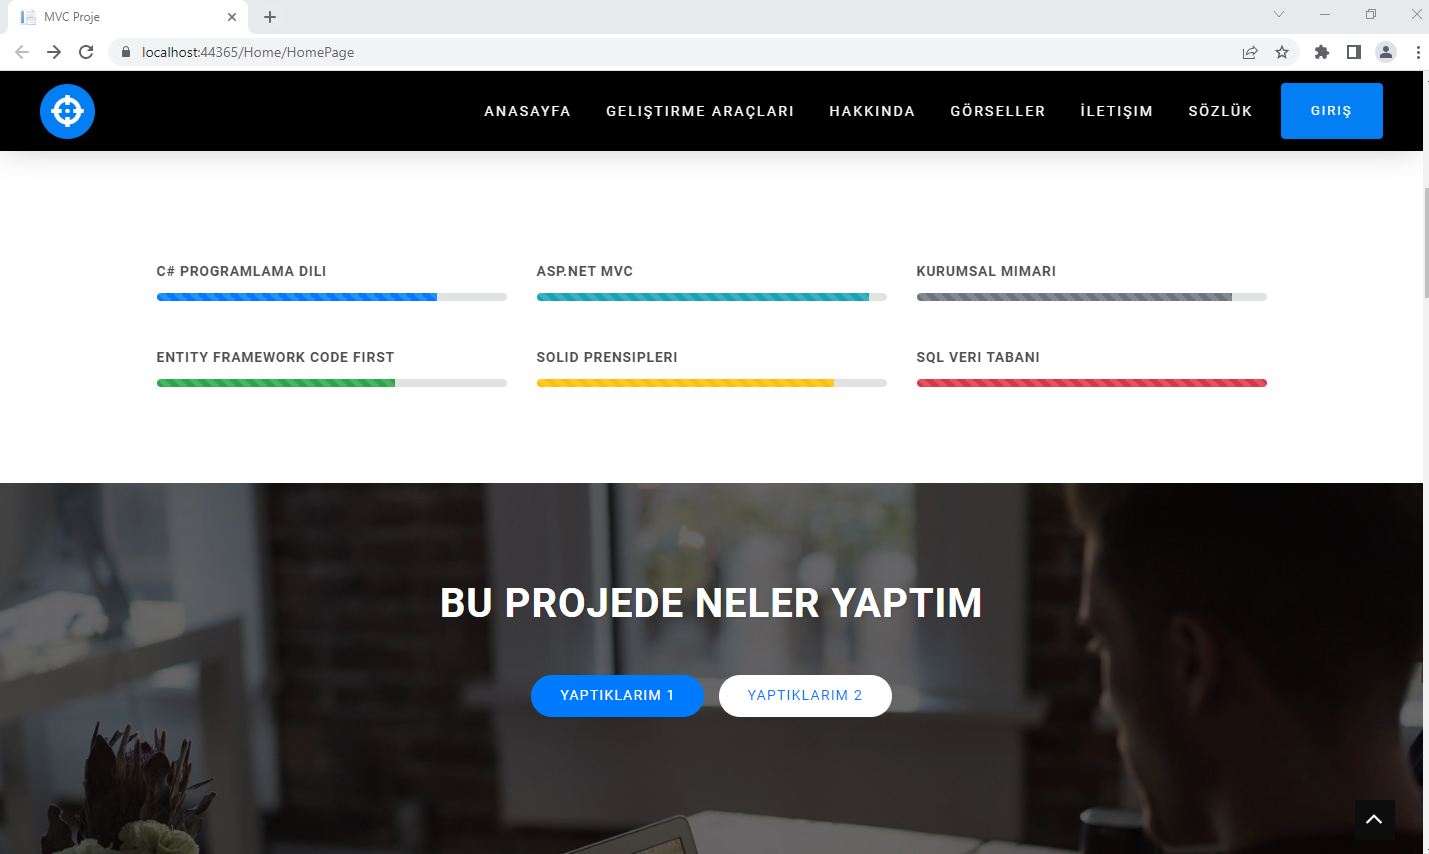 MVC Proje
localhost:44365/Home/HomePage
ANASAYFA GELIŞTIRME ARAÇLARI HAKKINDA GÖRSELLER İLETIŞIM SÖZLÜK GIRIŞ
C# PROGRAMLAMA DILI ASP.NET MVC KURUMSAL MIMARI
ENTITY FRAMEWORK CODE FIRST SOLID PRENSIPLERI SQL VERI TABANI
BU PROJEDE NELER YAPTIM
YAPTIKLARIM 1 YAPTIKLARIM 2